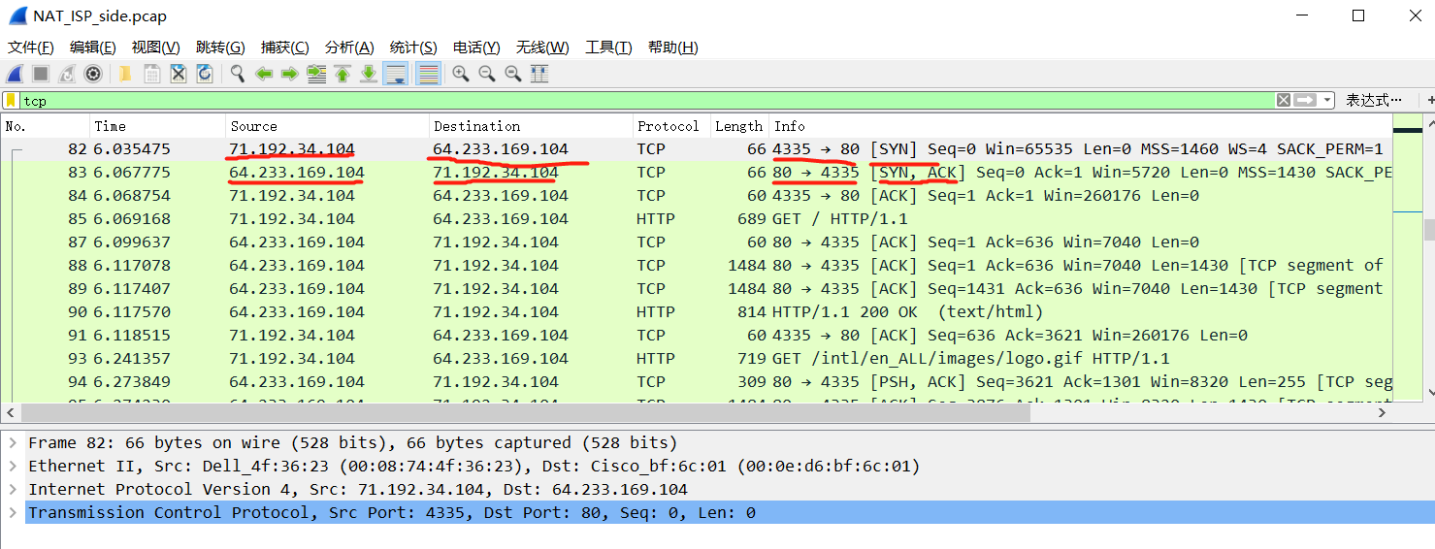 NAT_ISP_side.pcap
文件(F) 编辑(E) 视图(V) 跳转(G) 捕获(C) 分析(A) 统计(S) 电话(Y) 无线(W) 工具(T) 帮助(H)
tcp 表达式… +
No. Time Source Destination Protocol Length Info
82 6.035475 71.192.34.104 64.233.169.104 TCP 66 4335 → 80 [SYN] Seq=0 Win=65535 Len=0 MSS=1460 WS=4 SACK_PERM=1
83 6.067775 64.233.169.104 71.192.34.104 TCP 66 80 → 4335 [SYN, ACK] Seq=0 Ack=1 Win=5720 Len=0 MSS=1430 SACK_PE
84 6.068754 71.192.34.104 64.233.169.104 TCP 60 4335 → 80 [ACK] Seq=1 Ack=1 Win=260176 Len=0
85 6.069168 71.192.34.104 64.233.169.104 HTTP 689 GET / HTTP/1.1
87 6.099637 64.233.169.104 71.192.34.104 TCP 60 80 → 4335 [ACK] Seq=1 Ack=636 Win=7040 Len=0
88 6.117078 64.233.169.104 71.192.34.104 TCP 1484 80 → 4335 [ACK] Seq=1 Ack=636 Win=7040 Len=1430 [TCP segment of
89 6.117407 64.233.169.104 71.192.34.104 TCP 1484 80 → 4335 [ACK] Seq=1431 Ack=636 Win=7040 Len=1430 [TCP segment
90 6.117570 64.233.169.104 71.192.34.104 HTTP 814 HTTP/1.1 200 OK (text/html)
91 6.118515 71.192.34.104 64.233.169.104 TCP 60 4335 → 80 [ACK] Seq=636 Ack=3621 Win=260176 Len=0
93 6.241357 71.192.34.104 64.233.169.104 HTTP 719 GET /intl/en_ALL/images/logo.gif HTTP/1.1
94 6.273849 64.233.169.104 71.192.34.104 TCP 309 80 → 4335 [PSH, ACK] Seq=3621 Ack=1301 Win=8320 Len=255 [TCP seg
Frame 82: 66 bytes on wire (528 bits), 66 bytes captured (528 bits)
Ethernet II, Src: Dell_4f:36:23 (00:08:74:4f:36:23), Dst: Cisco_bf:6c:01 (00:0e:d6:bf:6c:01)
Internet Protocol Version 4, Src: 71.192.34.104, Dst: 64.233.169.104
Transmission Control Protocol, Src Port: 4335, Dst Port: 80, Seq: 0, Len: 0